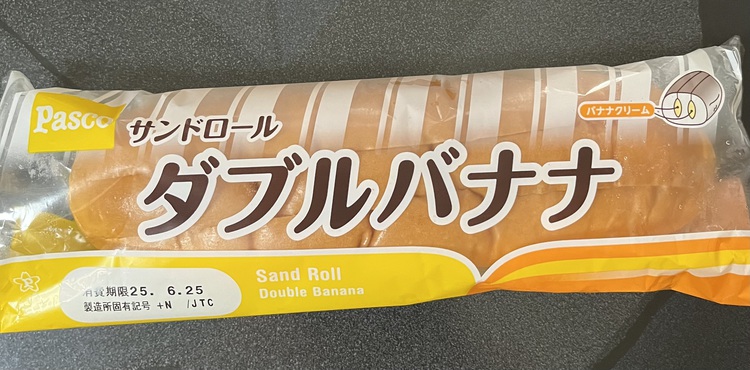 Pasco
サンドロール
ダブルバナナ
バナナクリーム
Sand Roll
Double Banana
消費期限25. 6.25
製造所固有記号 +N /JTC